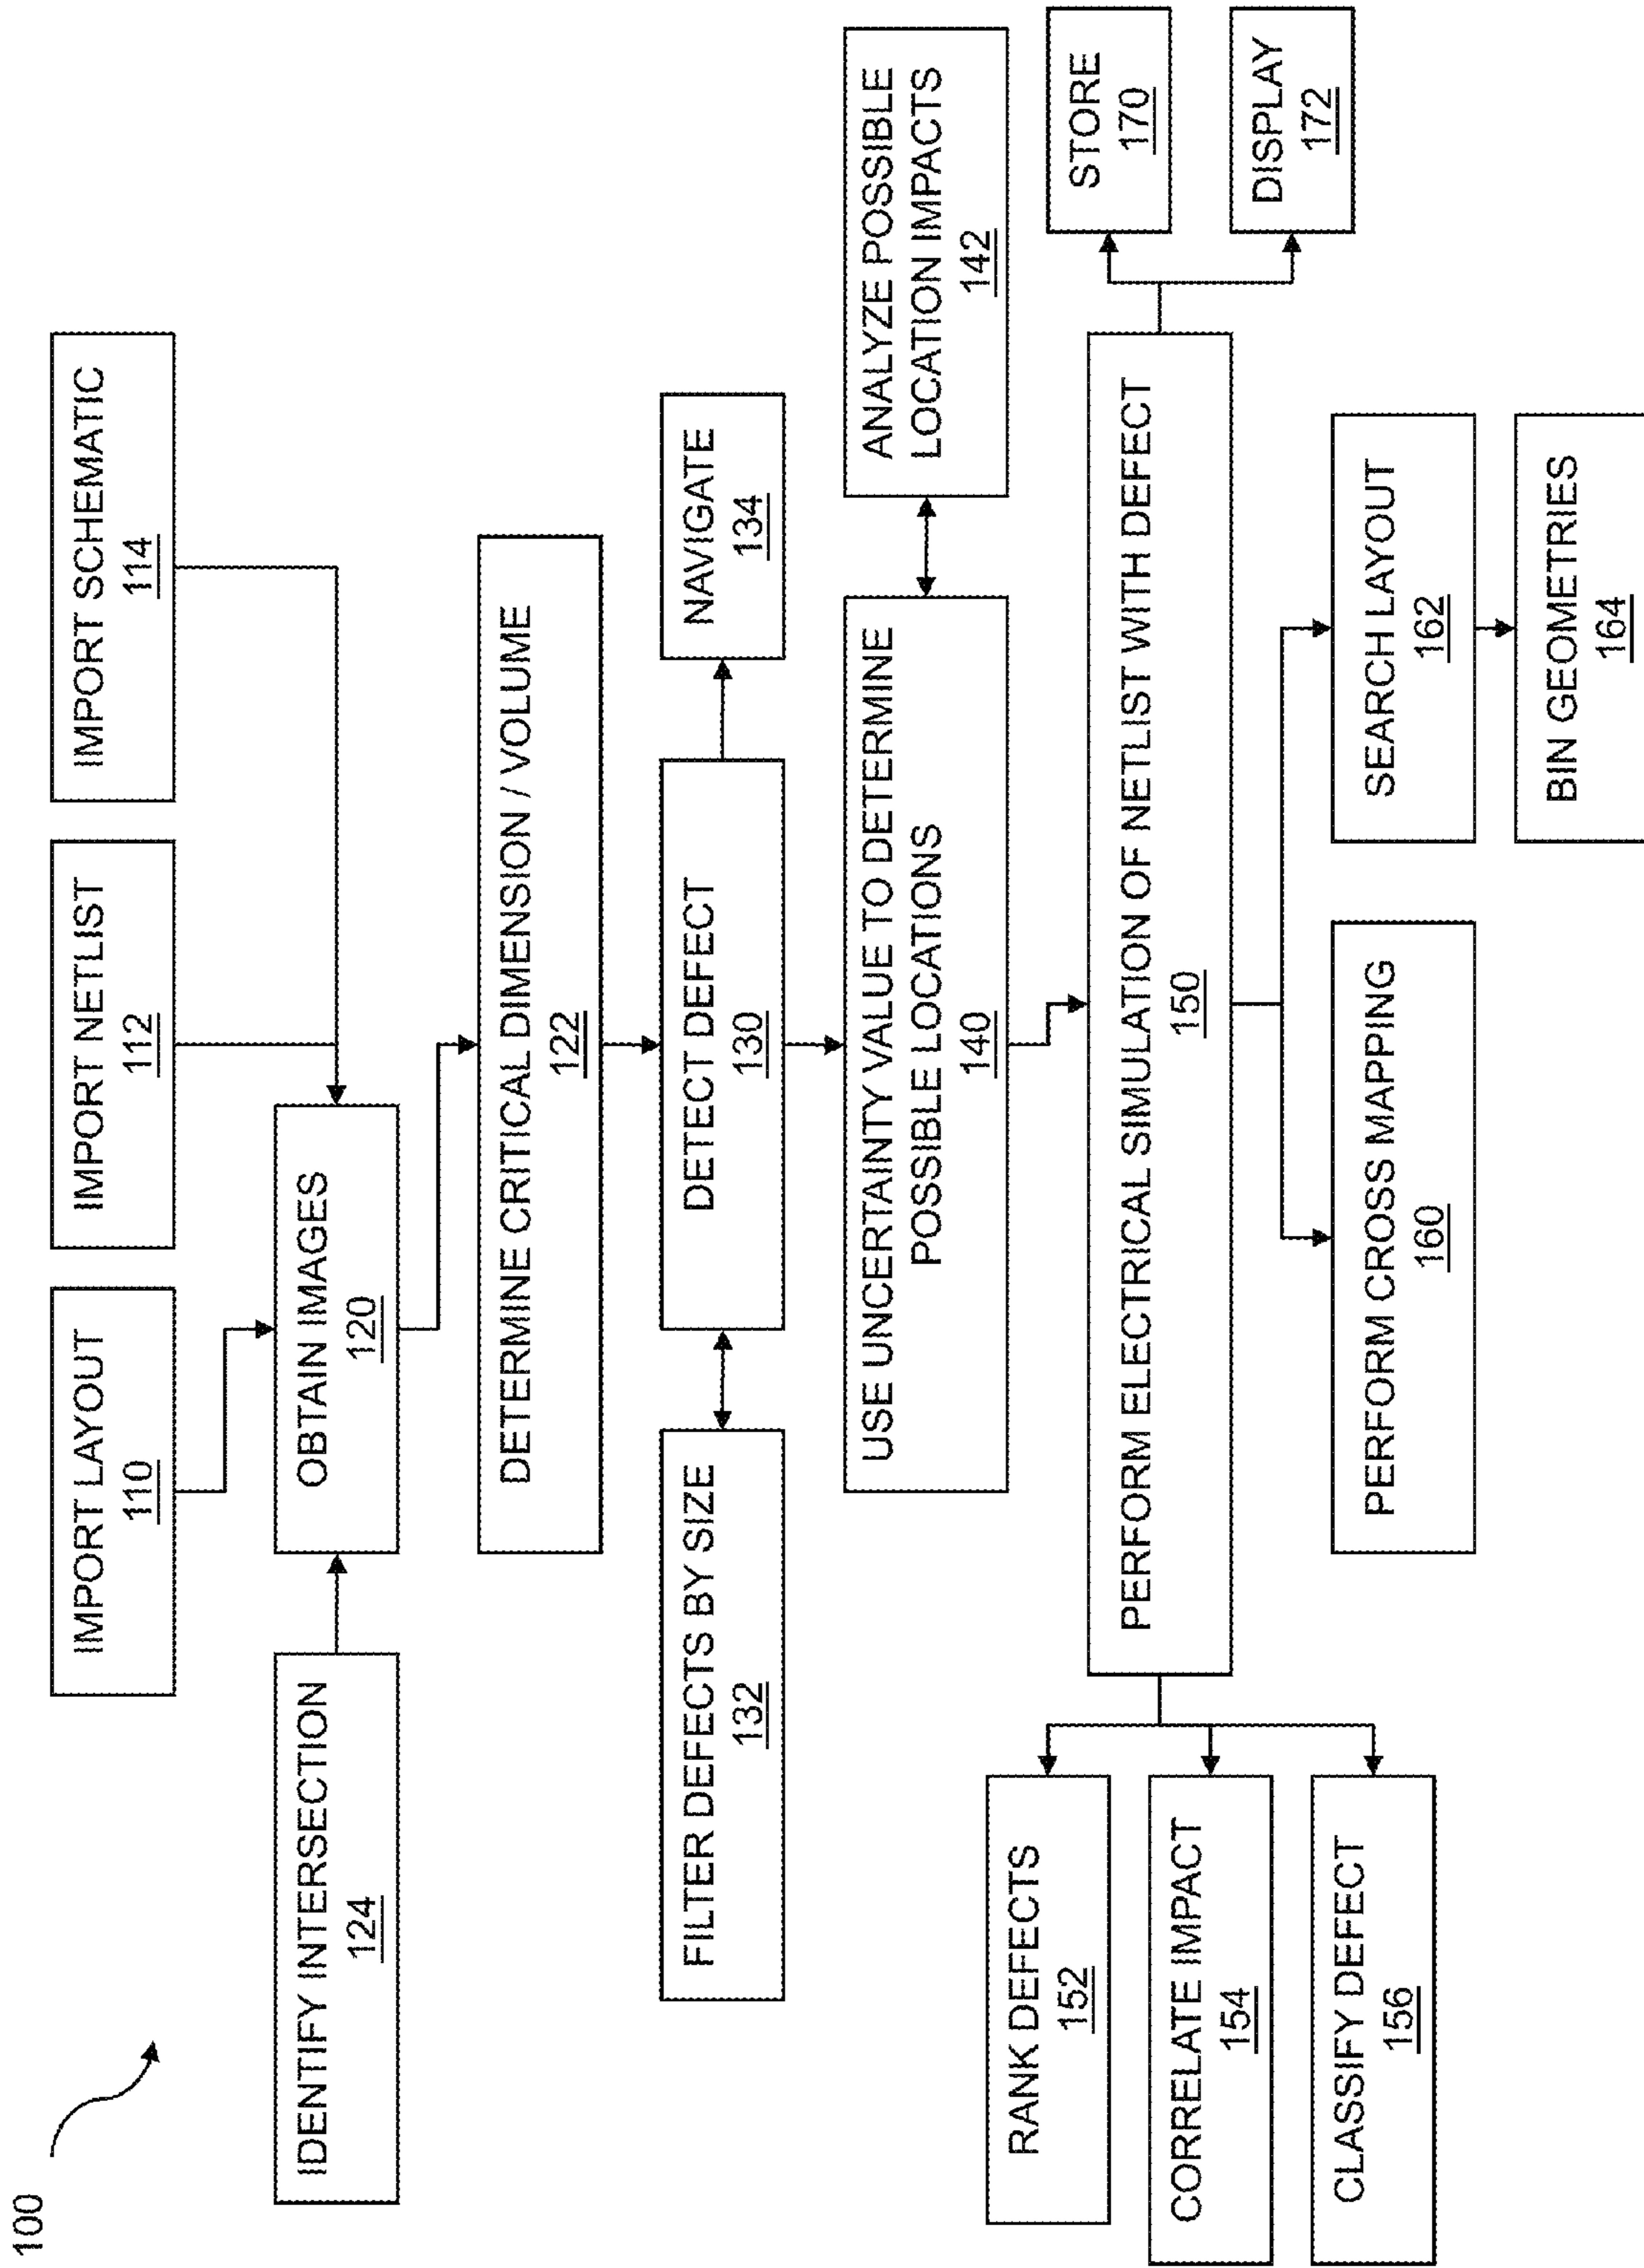 100
IMPORT LAYOUT
110
IMPORT NETLIST
112
IMPORT SCHEMATIC
114
IDENTIFY INTERSECTION
124
OBTAIN IMAGES
120
DETERMINE CRITICAL DIMENSION / VOLUME
122
FILTER DEFECTS BY SIZE
132
DETECT DEFECT
130
NAVIGATE
134
USE UNCERTAINTY VALUE TO DETERMINE
POSSIBLE LOCATIONS
140
ANALYZE POSSIBLE
LOCATION IMPACTS
142
RANK DEFECTS
152
CORRELATE IMPACT
154
CLASSIFY DEFECT
156
PERFORM ELECTRICAL SIMULATION OF NETLIST WITH DEFECT
150
STORE
170
DISPLAY
172
PERFORM CROSS MAPPING
160
SEARCH LAYOUT
162
BIN GEOMETRIES
164